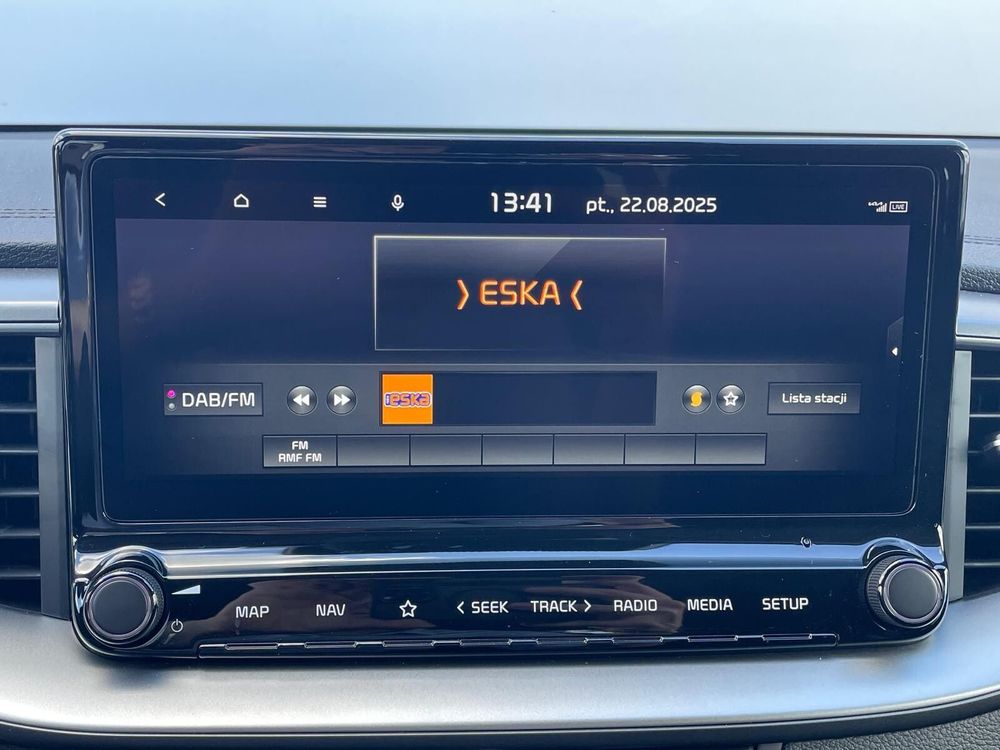 13:41 pt., 22.08.2025
LIVE
ESKA
DAB/FM
eska
Lista stacji
FM
RMF FM
MAP NAV SEEK TRACK RADIO MEDIA SETUP